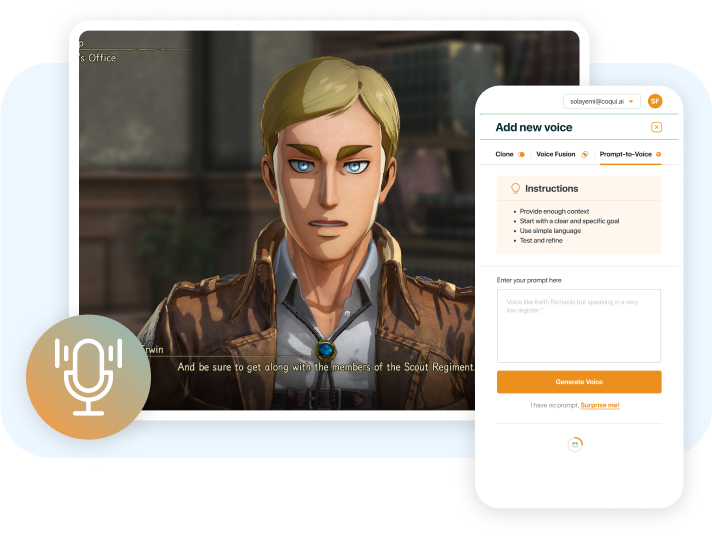 's Office
And be sure to get along with the members of the Scout Regiment.
solayemi@coqui.ai
SF
Add new voice
Clone
Voice Fusion
Prompt-to-Voice
Instructions
Provide enough context
Start with a clear and specific goal
Use simple language
Test and refine
Enter your prompt here
Voice like Keith Richards but speaking in a very
low register."
Generate Voice
I have no prompt, Surprise me!